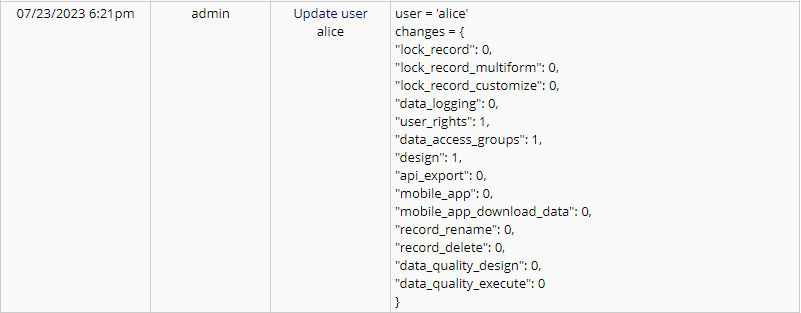 07/23/2023 6:21pm
admin
Update user
alice
user = 'alice'
changes = {
"lock_record": 0,
"lock_record_multiform": 0,
"lock_record_customize": 0,
"data_logging": 0,
"user_rights": 1,
"data_access_groups": 1,
"design": 1,
"api_export": 0,
"mobile_app": 0,
"mobile_app_download_data": 0,
"record_rename": 0,
"record_delete": 0,
"data_quality_design": 0,
"data_quality_execute": 0
}